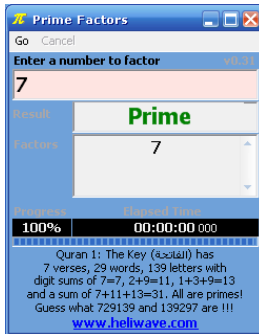 Prime Factors
Go Cancel
Enter a number to factor v0.31
7
Result Prime
Factors 7
Progress Elapsed Time
100% 00:00:00 000
Quran 1: The Key (الفاتحة) has
7 verses, 29 words, 139 letters with
digit sums of 7=7, 2+9=11, 1+3+9=13
and a sum of 7+11+13=31. All are primes!
Guess what 729139 and 139297 are !!!
www.heliwave.com